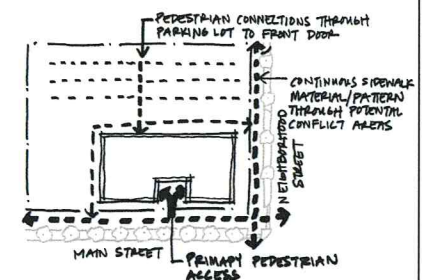 PEDESTRIAN CONNECTIONS THROUGH
PARKING LOT TO FRONT DOOR
CONTINUOUS SIDEWALK
MATERIAL/PATTERN
THROUGH POTENTAL
CONFLICT AREAS
NEIGHBORHOOD
STREET
MAIN STREET
PRIMARY PEDESTRIAN
ACCESS